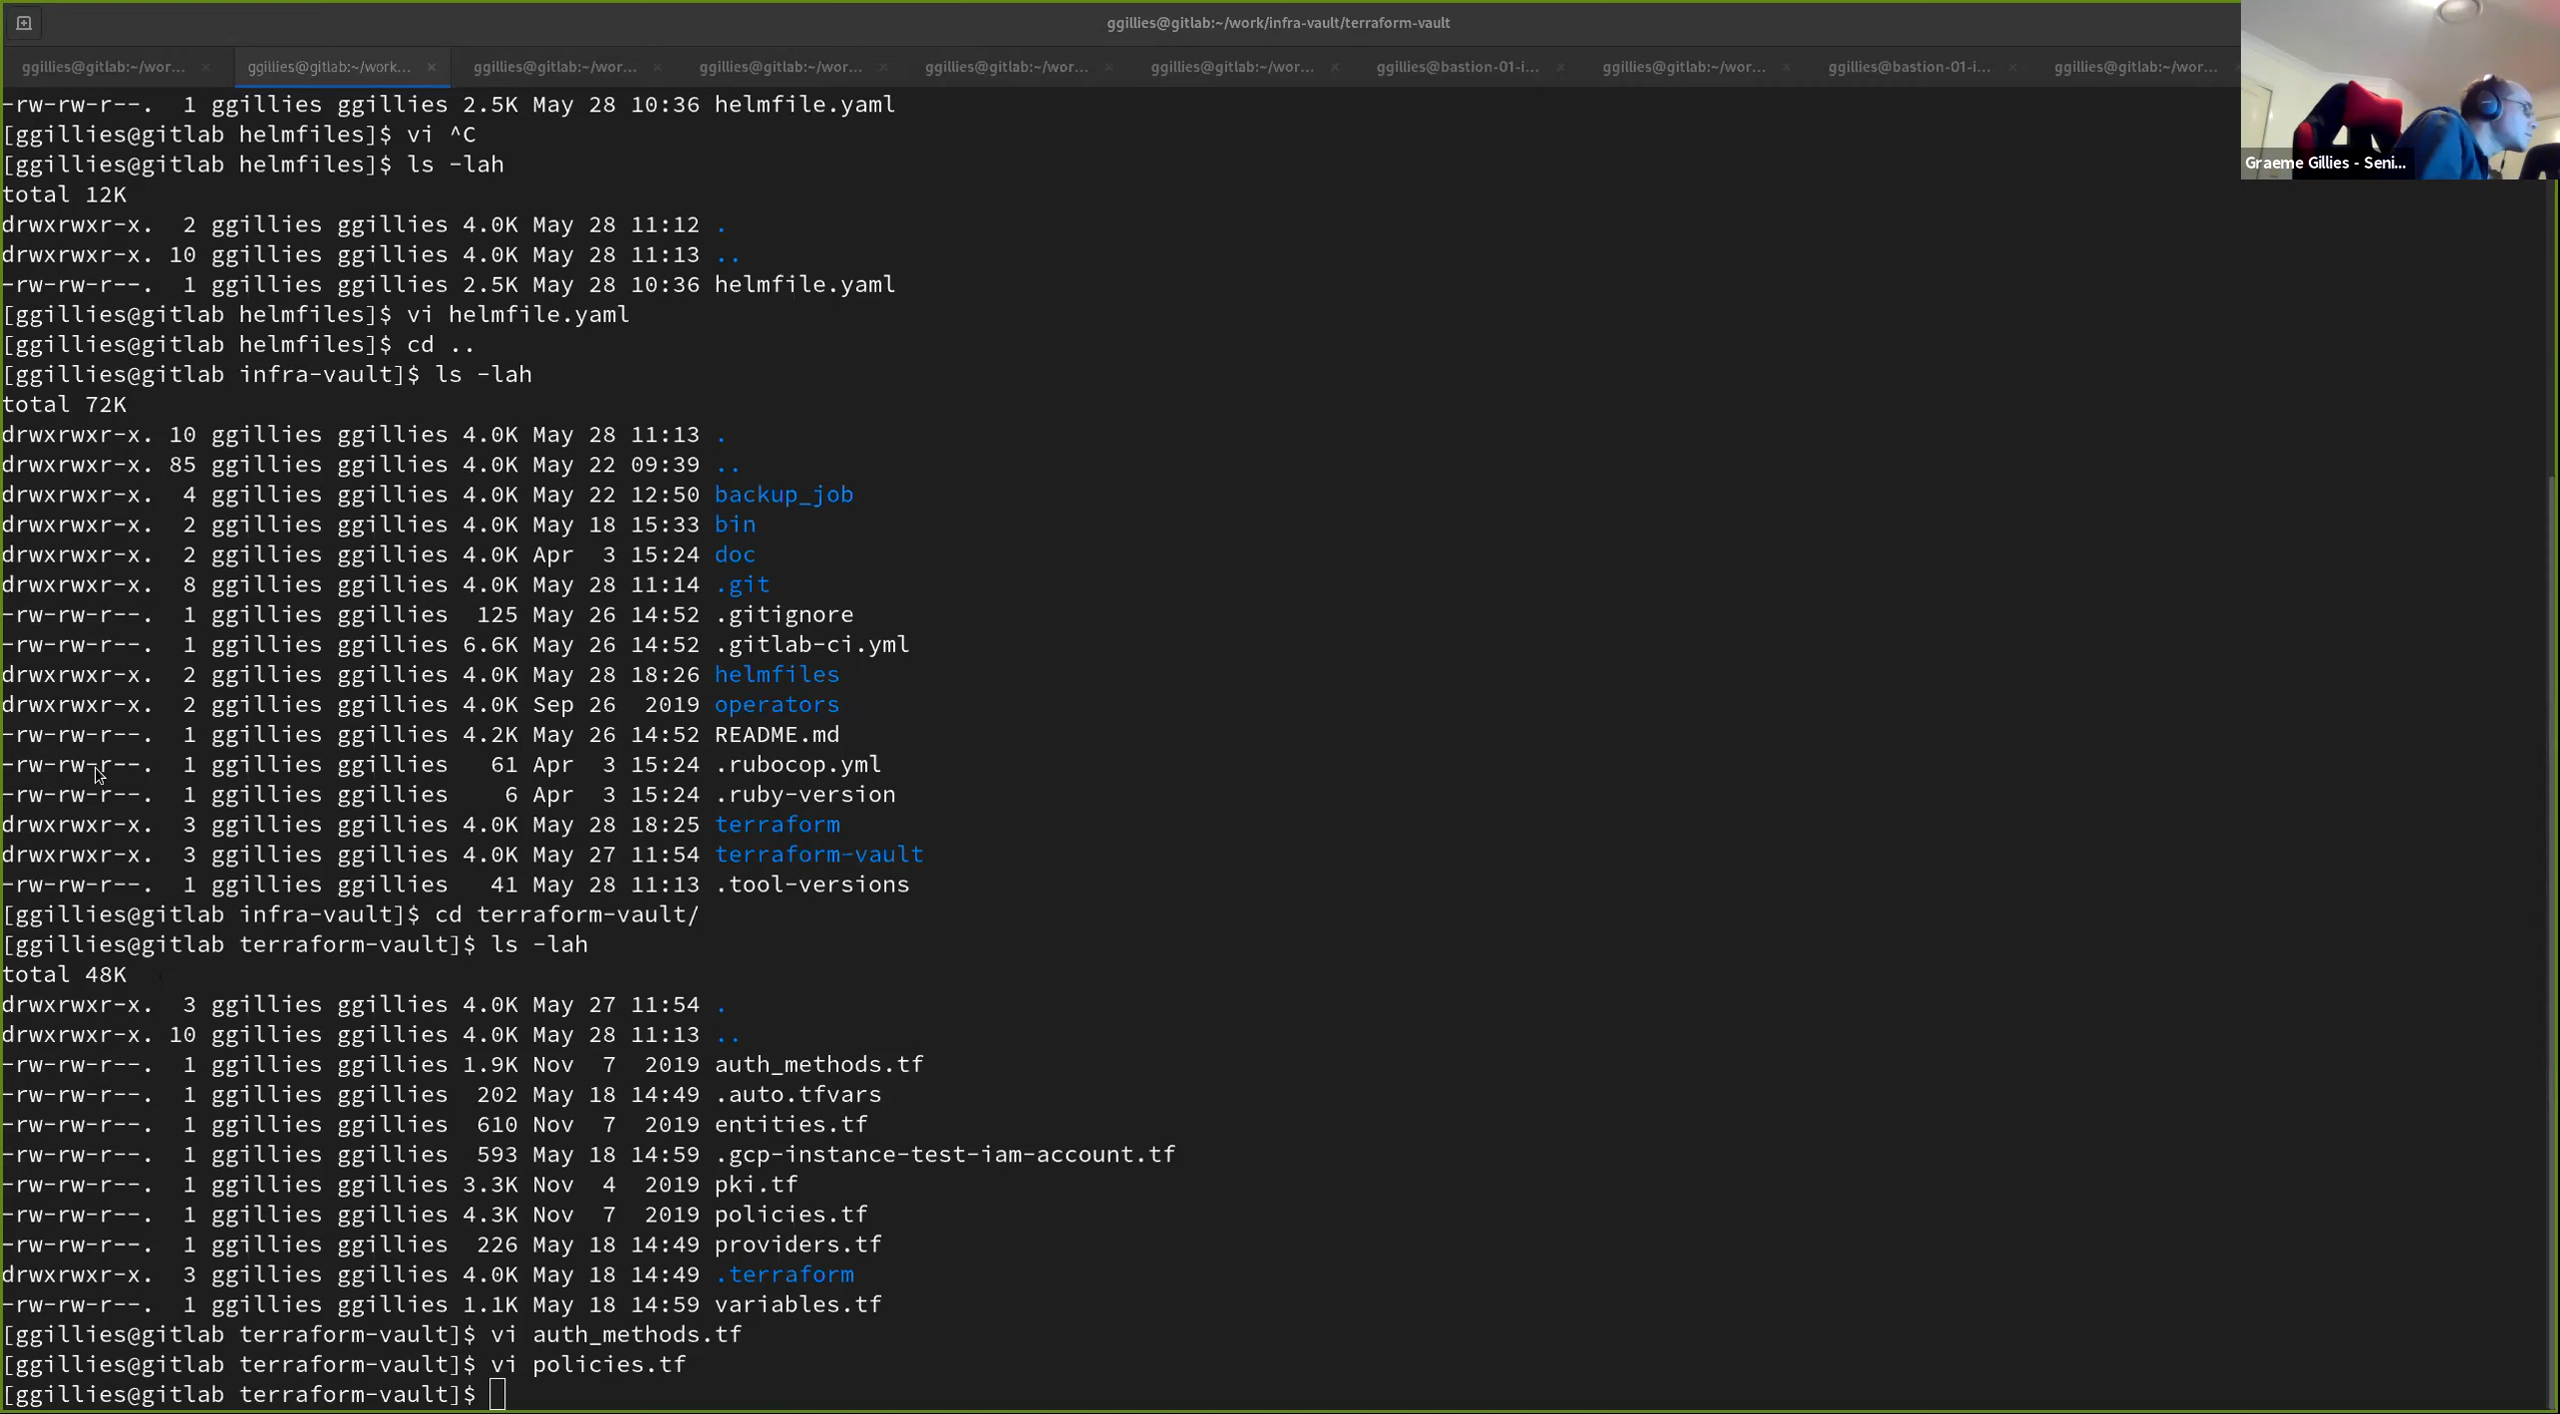 ggillies@gitlab:~/work/infra-vault/terraform-vault
ggillies@gitlab:~/wor... × ggillies@gitlab:~/work... × ggillies@gitlab:~/wor... × ggillies@gitlab:~/wor... × ggillies@gitlab:~/wor... × ggillies@gitlab:~/wor... × ggillies@bastion-01-i... × ggillies@gitlab:~/wor... × ggillies@bastion-01-i... × ggillies@gitlab:~/wor...
Graeme Gillies - Seni...
-rw-rw-r--.  1 ggillies ggillies 2.5K May 28 10:36 helmfile.yaml
[ggillies@gitlab helmfiles]$ vi ^C
[ggillies@gitlab helmfiles]$ ls -lah
total 12K
drwxrwxr-x.  2 ggillies ggillies 4.0K May 28 11:12 .
drwxrwxr-x. 10 ggillies ggillies 4.0K May 28 11:13 ..
-rw-rw-r--.  1 ggillies ggillies 2.5K May 28 10:36 helmfile.yaml
[ggillies@gitlab helmfiles]$ vi helmfile.yaml
[ggillies@gitlab helmfiles]$ cd ..
[ggillies@gitlab infra-vault]$ ls -lah
total 72K
drwxrwxr-x. 10 ggillies ggillies 4.0K May 28 11:13 .
drwxrwxr-x. 85 ggillies ggillies 4.0K May 22 09:39 ..
drwxrwxr-x.  4 ggillies ggillies 4.0K May 22 12:50 backup_job
drwxrwxr-x.  2 ggillies ggillies 4.0K May 18 15:33 bin
drwxrwxr-x.  2 ggillies ggillies 4.0K Apr  3 15:24 doc
drwxrwxr-x.  8 ggillies ggillies 4.0K May 28 11:14 .git
-rw-rw-r--.  1 ggillies ggillies  125 May 26 14:52 .gitignore
-rw-rw-r--.  1 ggillies ggillies 6.6K May 26 14:52 .gitlab-ci.yml
drwxrwxr-x.  2 ggillies ggillies 4.0K May 28 18:26 helmfiles
drwxrwxr-x.  2 ggillies ggillies 4.0K Sep 26  2019 operators
-rw-rw-r--.  1 ggillies ggillies 4.2K May 26 14:52 README.md
-rw-rw-r--.  1 ggillies ggillies   61 Apr  3 15:24 .rubocop.yml
-rw-rw-r--.  1 ggillies ggillies    6 Apr  3 15:24 .ruby-version
drwxrwxr-x.  3 ggillies ggillies 4.0K May 28 18:25 terraform
drwxrwxr-x.  3 ggillies ggillies 4.0K May 27 11:54 terraform-vault
-rw-rw-r--.  1 ggillies ggillies   41 May 28 11:13 .tool-versions
[ggillies@gitlab infra-vault]$ cd terraform-vault/
[ggillies@gitlab terraform-vault]$ ls -lah
total 48K
drwxrwxr-x.  3 ggillies ggillies 4.0K May 27 11:54 .
drwxrwxr-x. 10 ggillies ggillies 4.0K May 28 11:13 ..
-rw-rw-r--.  1 ggillies ggillies 1.9K Nov  7  2019 auth_methods.tf
-rw-rw-r--.  1 ggillies ggillies  202 May 18 14:49 .auto.tfvars
-rw-rw-r--.  1 ggillies ggillies  610 Nov  7  2019 entities.tf
-rw-rw-r--.  1 ggillies ggillies  593 May 18 14:59 .gcp-instance-test-iam-account.tf
-rw-rw-r--.  1 ggillies ggillies 3.3K Nov  4  2019 pki.tf
-rw-rw-r--.  1 ggillies ggillies 4.3K Nov  7  2019 policies.tf
-rw-rw-r--.  1 ggillies ggillies  226 May 18 14:49 providers.tf
drwxrwxr-x.  3 ggillies ggillies 4.0K May 18 14:49 .terraform
-rw-rw-r--.  1 ggillies ggillies 1.1K May 18 14:59 variables.tf
[ggillies@gitlab terraform-vault]$ vi auth_methods.tf
[ggillies@gitlab terraform-vault]$ vi policies.tf
[ggillies@gitlab terraform-vault]$